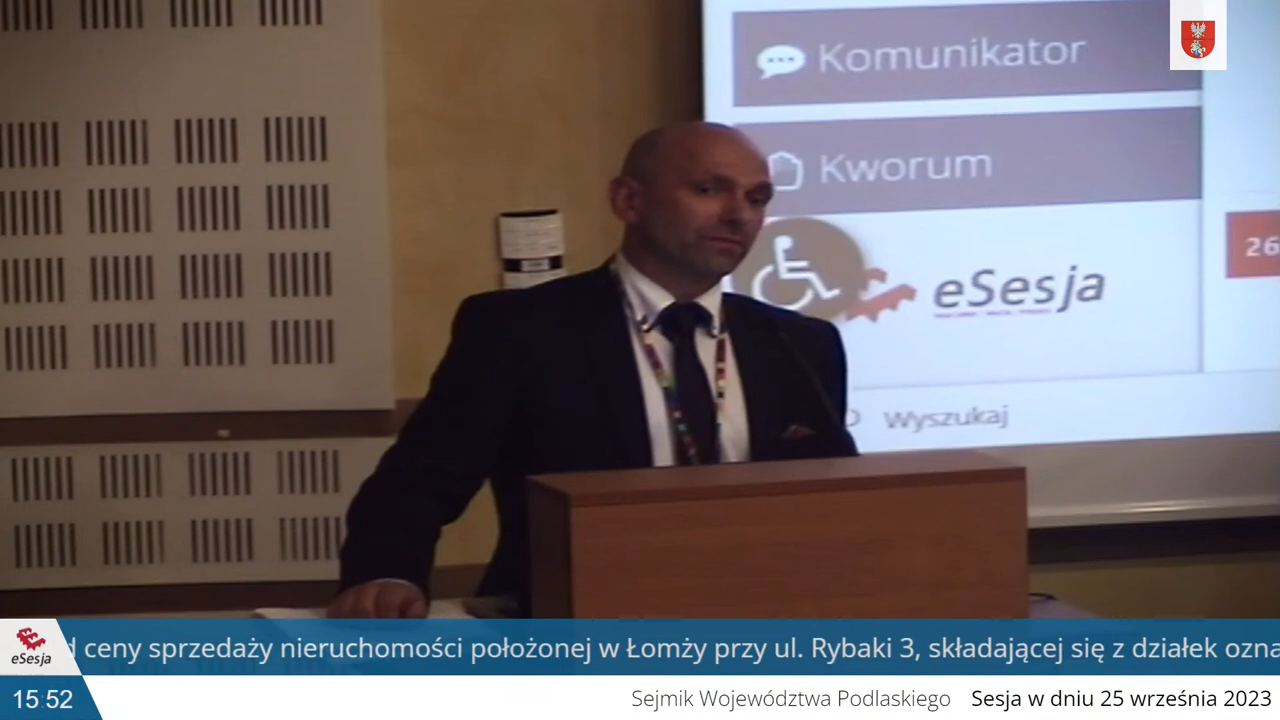 Komunikator
Kworum
26
eSesja
Wyszukaj
ceny sprzedaży nieruchomości położonej w Łomży przy ul. Rybaki 3, składającej się z działek ozna
eSesja
15:52
Sejmik Województwa Podlaskiego Sesja w dniu 25 września 2023